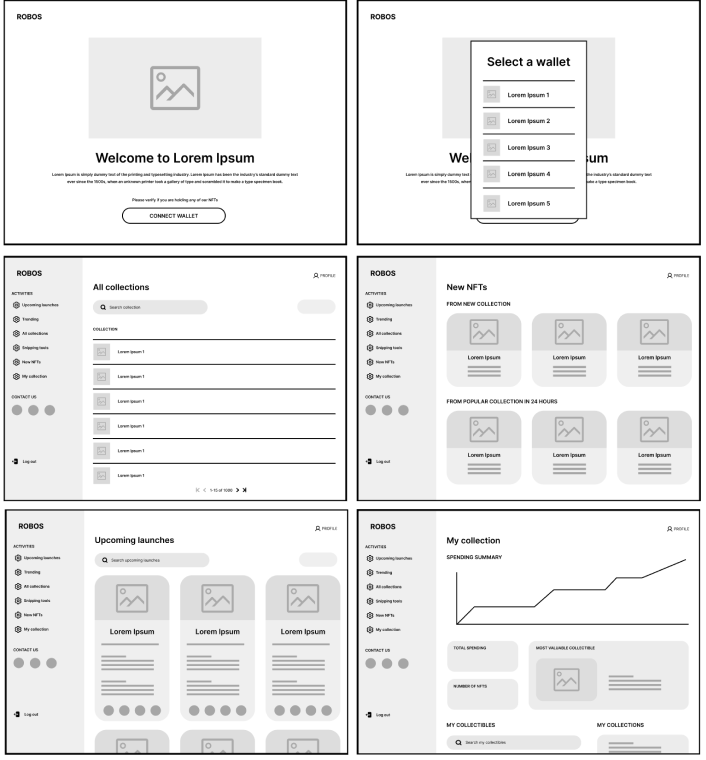 ROBOS
Welcome to Lorem Ipsum
Lorem Ipsum is simply dummy text of the printing and typesetting industry. Lorem Ipsum has been the industry's standard dummy text
ever since the 1500s, when an unknown printer took a galley of type and scrambled it to make a type specimen book.
Please verify if you are holding any of our NFTs
CONNECT WALLET
ROBOS
Select a wallet
Lorem Ipsum 1
Lorem Ipsum 2
Lorem Ipsum 3
Lorem Ipsum 4
Lorem Ipsum 5
Wel
sum
Lorem Ipsum is simply dummy text
the industry's standard dummy text
ever since the 1500s, when
make a type specimen book.
ROBOS
PROFILE
ACTIVITIES
Upcoming launches
Trending
All collections
Snipping tools
New NFTs
My collection
CONTACT US
Log out
All collections
Search collection
COLLECTION
Lorem Ipsum 1
Lorem Ipsum 1
Lorem Ipsum 1
Lorem Ipsum 1
Lorem Ipsum 1
Lorem Ipsum 1
1-15 of 1000
ROBOS
PROFILE
ACTIVITIES
Upcoming launches
Trending
All collections
Snipping tools
New NFTs
My collection
CONTACT US
Log out
New NFTs
FROM NEW COLLECTION
Lorem Ipsum
Lorem Ipsum
Lorem Ipsum
FROM POPULAR COLLECTION IN 24 HOURS
Lorem Ipsum
Lorem Ipsum
Lorem Ipsum
ROBOS
PROFILE
ACTIVITIES
Upcoming launches
Trending
All collections
Snipping tools
New NFTs
My collection
CONTACT US
Log out
Upcoming launches
Search upcoming launches
Lorem Ipsum
Lorem Ipsum
Lorem Ipsum
ROBOS
PROFILE
ACTIVITIES
Upcoming launches
Trending
All collections
Snipping tools
New NFTs
My collection
CONTACT US
Log out
My collection
SPENDING SUMMARY
TOTAL SPENDING
MOST VALUABLE COLLECTIBLE
NUMBER OF NFTS
MY COLLECTIBLES
MY COLLECTIONS
Search my collectibles